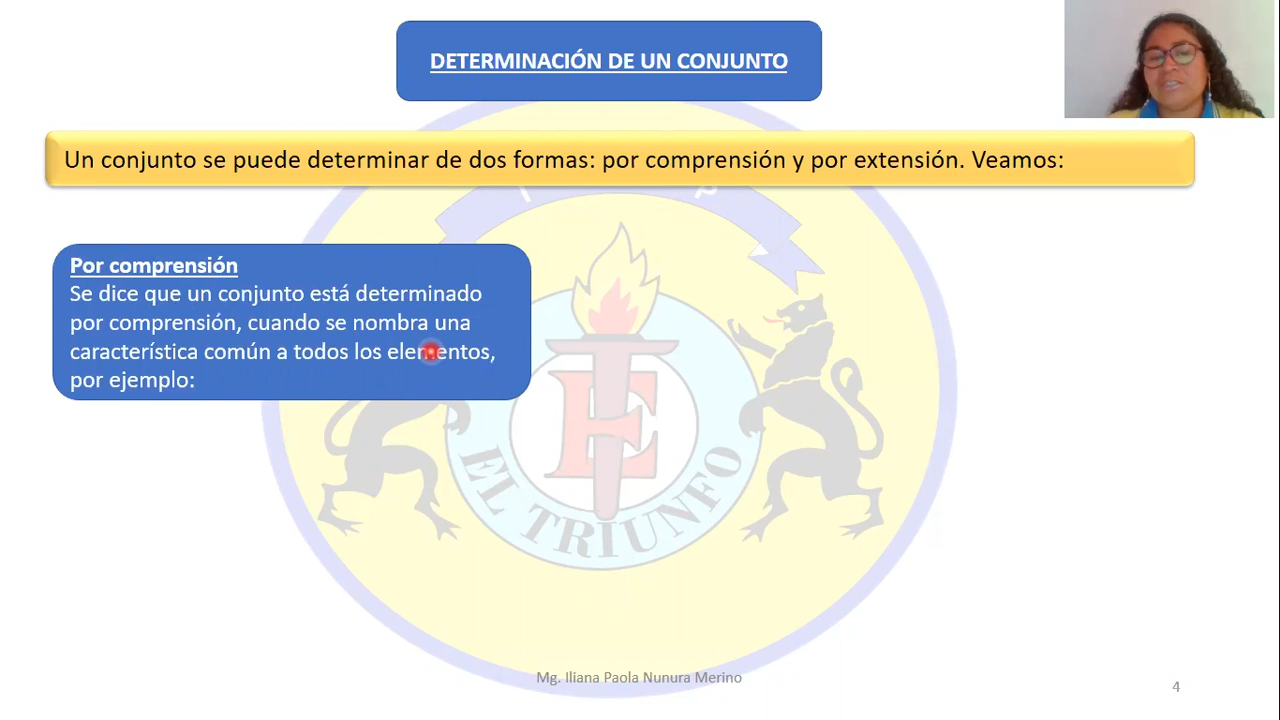 DETERMINACIÓN DE UN CONJUNTO
Un conjunto se puede determinar de dos formas: por comprensión y por extensión. Veamos:
I P
Por comprensión
Se dice que un conjunto está determinado
por comprensión, cuando se nombra una
característica común a todos los elementos,
por ejemplo:
E
EL TRIUNFO
Mg. Iliana Paola Nunura Merino
4